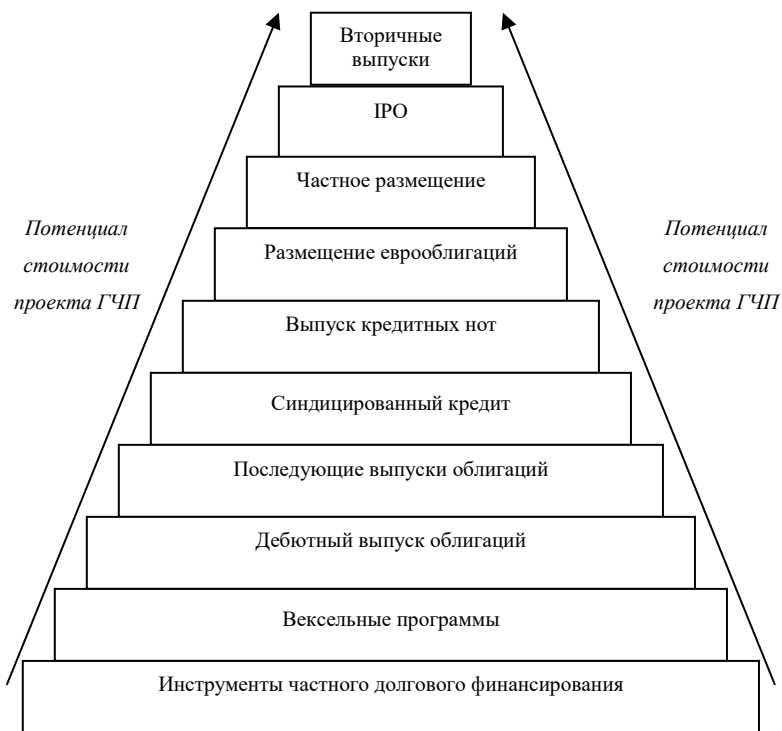 Вторичные
выпуски
IPO
Частное размещение
Размещение еврооблигаций
Выпуск кредитных нот
Синдицированный кредит
Последующие выпуски облигаций
Дебютный выпуск облигаций
Вексельные программы
Инструменты частного долгового финансирования
Потенциал
стоимости
проекта ГЧП
Потенциал
стоимости
проекта ГЧП